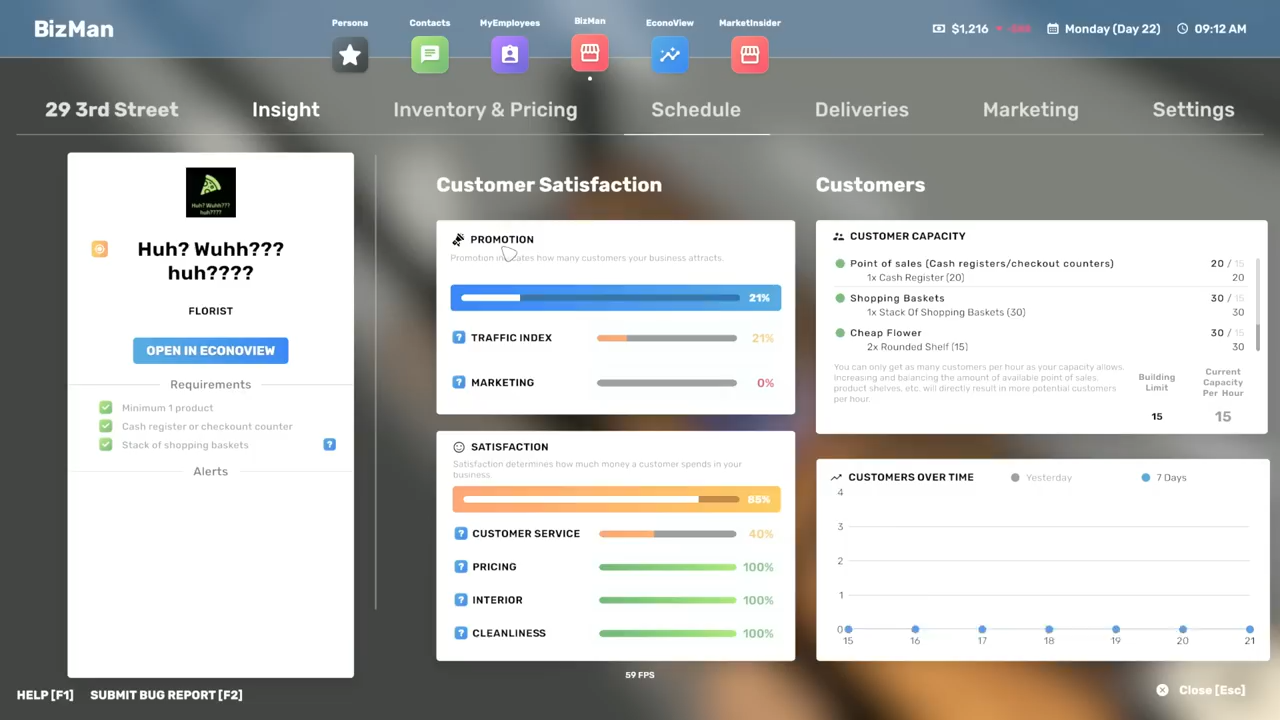 BizMan
Persona
Contacts
MyEmployees
BizMan
EconoView
MarketInsider
$1,216
Monday (Day 22)
09:12 AM
29 3rd Street
Insight
Inventory & Pricing
Schedule
Deliveries
Marketing
Settings
Huh? Wuhh???
huh????
Huh? Wuhh???
huh????
FLORIST
OPEN IN ECONOVIEW
Requirements
Minimum 1 product
Cash register or checkount counter
Stack of shopping baskets
?
Alerts
Customer Satisfaction
PROMOTION
Promotion indicates how many customers your business attracts.
21%
? TRAFFIC INDEX 21%
? MARKETING 0%
SATISFACTION
Satisfaction determines how much money a customer spends in your
business.
85%
? CUSTOMER SERVICE 40%
? PRICING 100%
? INTERIOR 100%
? CLEANLINESS 100%
Customers
CUSTOMER CAPACITY
Point of sales (Cash registers/checkout counters) 20 / 15
1x Cash Register (20) 20
Shopping Baskets 30 / 15
1x Stack Of Shopping Baskets (30) 30
Cheap Flower 30 / 15
2x Rounded Shelf (15) 30
You can only get as many customers per hour as your capacity allows.
Increasing and balancing the amount of available point of sales,
product shelves, etc. will directly result in more potential customers
per hour.
Building
Limit
15
Current
Capacity
Per Hour
15
CUSTOMERS OVER TIME
Yesterday
7 Days
4
3
2
1
0
15 16 17 18 19 20 21
59 FPS
HELP [F1]
SUBMIT BUG REPORT [F2]
Close [Esc]